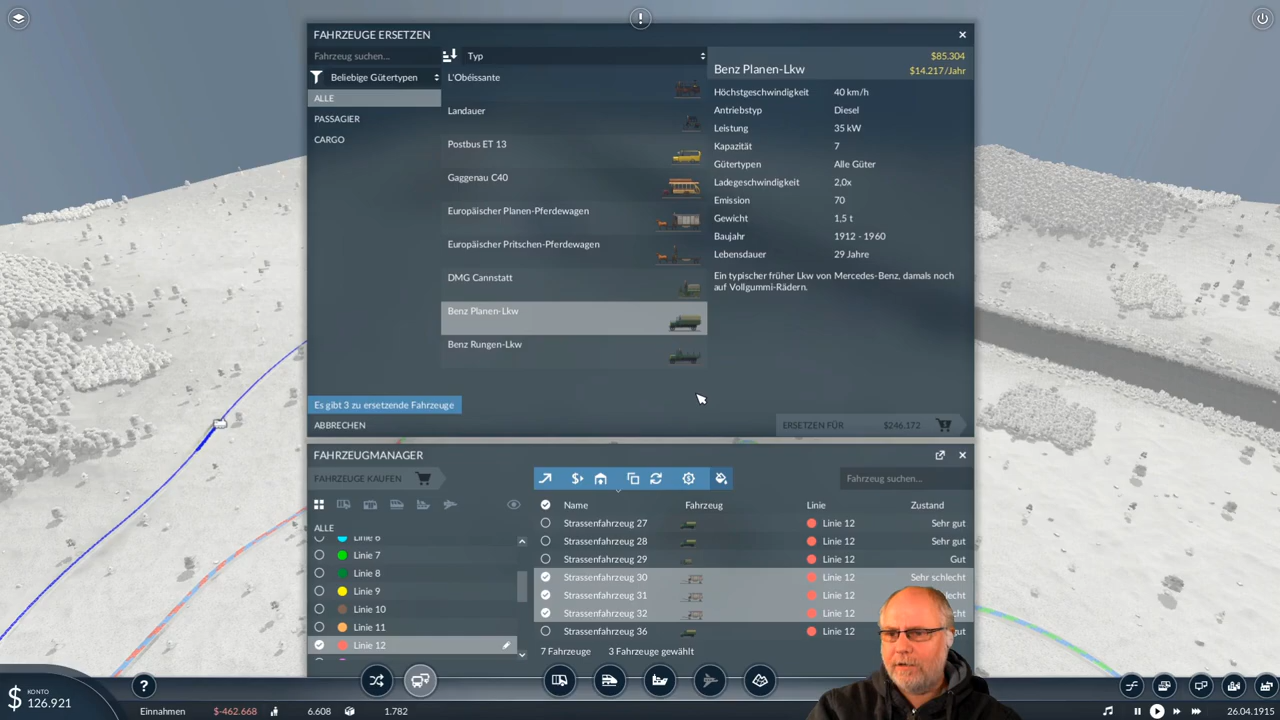 FAHRZEUGE ERSETZEN
Fahrzeug suchen...
Typ
Beliebige Gütertypen
ALLE
PASSAGIER
CARGO
L'Obéissante
Landauer
Postbus ET 13
Gaggenau C40
Europäischer Planen-Pferdewagen
Europäischer Pritschen-Pferdewagen
DMG Cannstatt
Benz Planen-Lkw
Benz Rungen-Lkw
$85.304
Benz Planen-Lkw
$14.217/Jahr
Höchstgeschwindigkeit 40 km/h
Antriebstyp Diesel
Leistung 35 kW
Kapazität 7
Gütertypen Alle Güter
Ladegeschwindigkeit 2,0x
Emission 70
Gewicht 1,5 t
Baujahr 1912 - 1960
Lebensdauer 29 Jahre
Ein typischer früher Lkw von Mercedes-Benz, damals noch
auf Vollgummi-Rädern.
Es gibt 3 zu ersetzende Fahrzeuge
ABBRECHEN
ERSETZEN FÜR $246.172
FAHRZEUGMANAGER
FAHRZEUGE KAUFEN
Fahrzeug suchen...
ALLE
Linie 6
Linie 7
Linie 8
Linie 9
Linie 10
Linie 11
Linie 12
Name Fahrzeug Linie Zustand
Strassenfahrzeug 27 Linie 12 Sehr gut
Strassenfahrzeug 28 Linie 12 Sehr gut
Strassenfahrzeug 29 Linie 12 Gut
Strassenfahrzeug 30 Linie 12 Sehr schlecht
Strassenfahrzeug 31 Linie 12
Strassenfahrzeug 32 Linie 12
Strassenfahrzeug 36 Linie 12
7 Fahrzeuge 3 Fahrzeuge gewählt
$ KONTO
126.921
?
Einnahmen $-462.668 6.608 1.782
26.04.1915